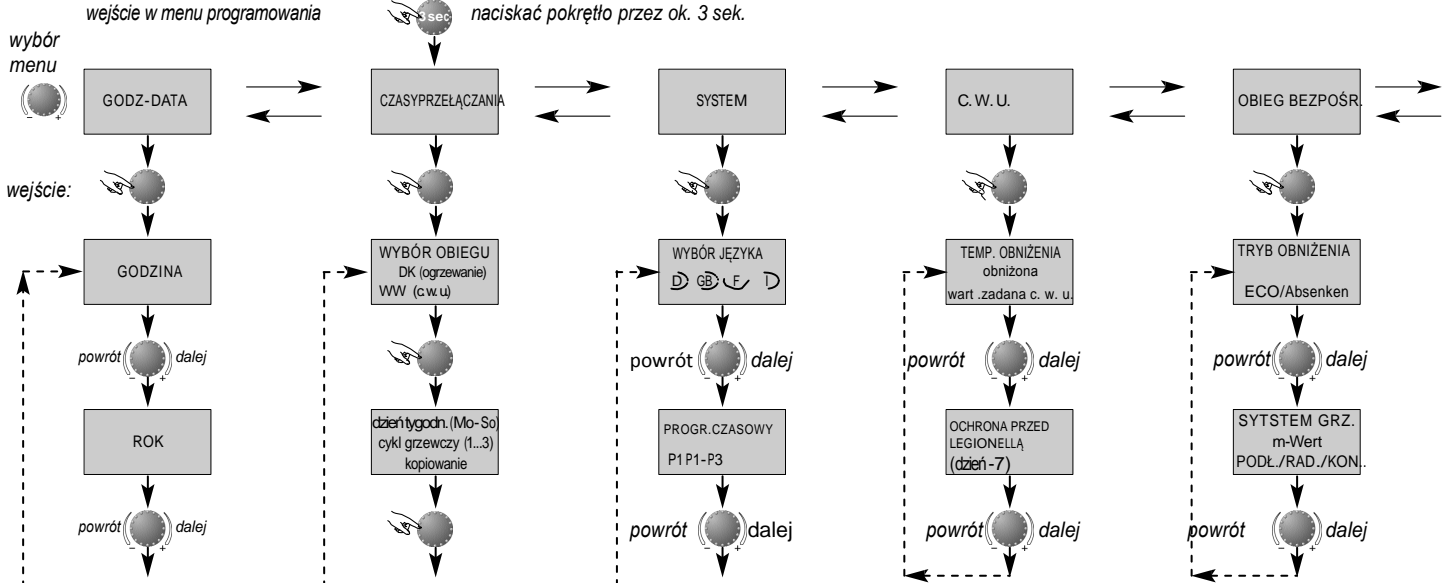 wejście w menu programowania
3sec
naciskać pokrętło przez ok. 3 sek.
wybór
menu
GODZ-DATA
CZASYPRZEŁĄCZANIA
SYSTEM
C. W. U.
OBIEG BEZPOŚR.
wejście:
GODZINA
WYBÓR OBIEGU
DK (ogrzewanie)
WW (c.w.u.)
WYBÓR JĘZYKA
D GB F I
TEMP. OBNIŻENIA
obniżona
wart .zadana c. w. u.
TRYB OBNIŻENIA
ECO/Absenken
powrót dalej
powrót dalej
powrót dalej
powrót dalej
ROK
dzień tygodn. (Mo-So)
cykl grzewczy (1...3)
kopiowanie
PROGR.CZASOWY
P1 P1-P3
OCHRONA PRZED
LEGIONELLĄ
(dzień -7)
SYTSTEM GRZ.
m-Wert
PODŁ./RAD./KON..
powrót dalej
powrót dalej
powrót dalej
powrót dalej